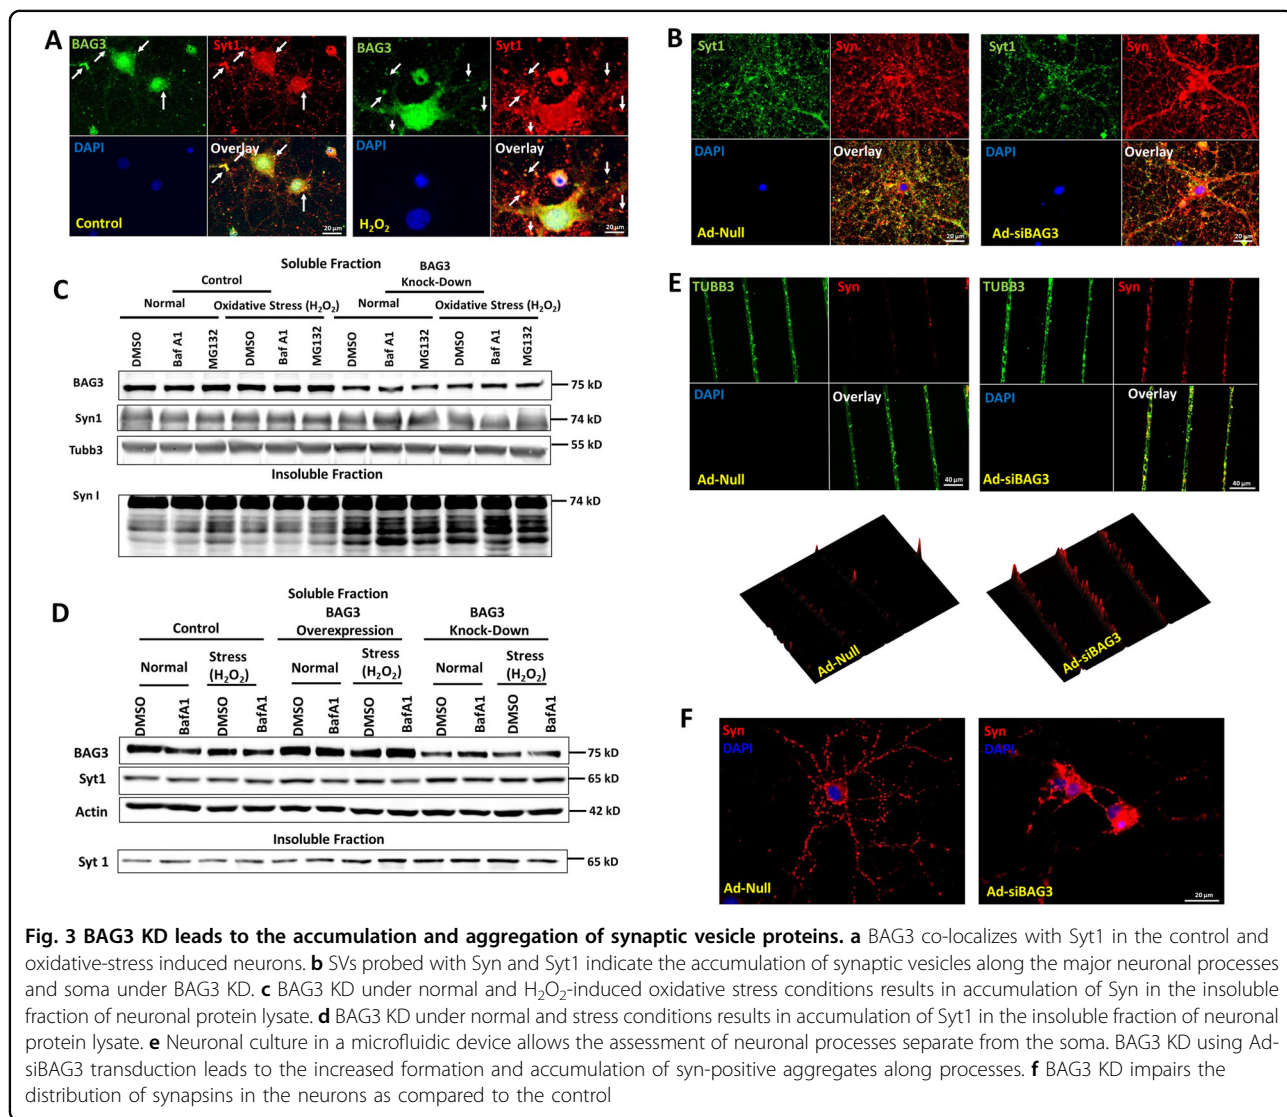 A
BAG3
Syt1
BAG3
Syt1
DAPI
Overlay
DAPI
Overlay
Control
20 µm
H₂O₂
20 µm
B
Syt1
Syn
Syt1
Syn
DAPI
Overlay
DAPI
Overlay
Ad-Null
20 µm
Ad-siBAG3
20 µm
C
Soluble Fraction
Control
BAG3
Knock-Down
Normal
Oxidative Stress (H₂O₂)
Normal
Oxidative Stress (H₂O₂)
DMSO
Baf A1
MG132
DMSO
Baf A1
MG132
DMSO
Baf A1
MG132
DMSO
Baf A1
MG132
BAG3
75 kD
Syn1
74 kD
Tubb3
55 kD
Insoluble Fraction
Syn I
74 kD
D
Soluble Fraction
Control
BAG3
Overexpression
BAG3
Knock-Down
Normal
Stress
(H₂O₂)
Normal
Stress
(H₂O₂)
Normal
Stress
(H₂O₂)
DMSO
BafA1
DMSO
BafA1
DMSO
BafA1
DMSO
BafA1
DMSO
BafA1
DMSO
BafA1
BAG3
75 kD
Syt1
65 kD
Actin
42 kD
Insoluble Fraction
Syt 1
65 kD
E
TUBB3
Syn
TUBB3
Syn
DAPI
Overlay
DAPI
Overlay
Ad-Null
40 µm
Ad-siBAG3
40 µm
Ad-Null
Ad-siBAG3
F
Syn
DAPI
Syn
DAPI
Ad-Null
Ad-siBAG3
20 µm
Fig. 3 BAG3 KD leads to the accumulation and aggregation of synaptic vesicle proteins. a BAG3 co-localizes with Syt1 in the control and
oxidative-stress induced neurons. b SVs probed with Syn and Syt1 indicate the accumulation of synaptic vesicles along the major neuronal processes
and soma under BAG3 KD. c BAG3 KD under normal and H₂O₂-induced oxidative stress conditions results in accumulation of Syn in the insoluble
fraction of neuronal protein lysate. d BAG3 KD under normal and stress conditions results in accumulation of Syt1 in the insoluble fraction of neuronal
protein lysate. e Neuronal culture in a microfluidic device allows the assessment of neuronal processes separate from the soma. BAG3 KD using Ad-
siBAG3 transduction leads to the increased formation and accumulation of syn-positive aggregates along processes. f BAG3 KD impairs the
distribution of synapsins in the neurons as compared to the control